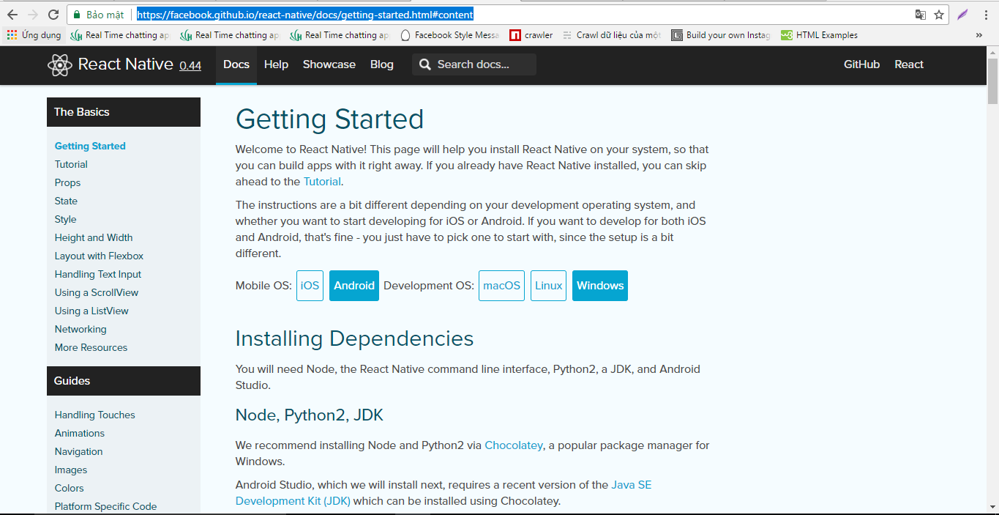 Bảo mật https://facebook.github.io/react-native/docs/getting-started.html#content
Ứng dụng Real Time chatting ap Real Time chatting ap Real Time chatting ap Facebook Style Messa crawler Crawl dữ liệu của một Build your own Instag HTML Examples »
React Native 0.44 Docs Help Showcase Blog Search docs... GitHub React
The Basics
Getting Started
Tutorial
Props
State
Style
Height and Width
Layout with Flexbox
Handling Text Input
Using a ScrollView
Using a ListView
Networking
More Resources
Guides
Handling Touches
Animations
Navigation
Images
Colors
Platform Specific Code
Getting Started
Welcome to React Native! This page will help you install React Native on your system, so that
you can build apps with it right away. If you already have React Native installed, you can skip
ahead to the Tutorial.
The instructions are a bit different depending on your development operating system, and
whether you want to start developing for iOS or Android. If you want to develop for both iOS
and Android, that's fine - you just have to pick one to start with, since the setup is a bit
different.
Mobile OS: iOS Android Development OS: macOS Linux Windows
Installing Dependencies
You will need Node, the React Native command line interface, Python2, a JDK, and Android
Studio.
Node, Python2, JDK
We recommend installing Node and Python2 via Chocolatey, a popular package manager for
Windows.
Android Studio, which we will install next, requires a recent version of the Java SE
Development Kit (JDK) which can be installed using Chocolatey.